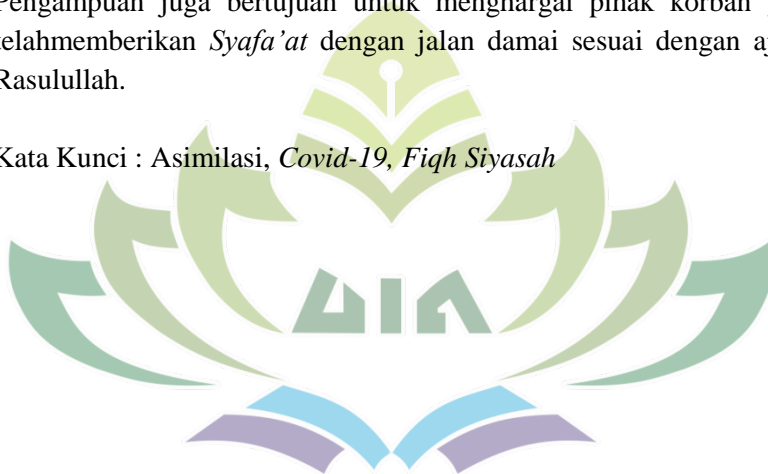 Pengampuan juga bertujuan untuk menghargai pihak korban
telahmemberikan Syafa’at dengan jalan damai sesuai dengan
Rasulullah.
Kata Kunci : Asimilasi, Covid-19, Fiqh Siyasah
UIN